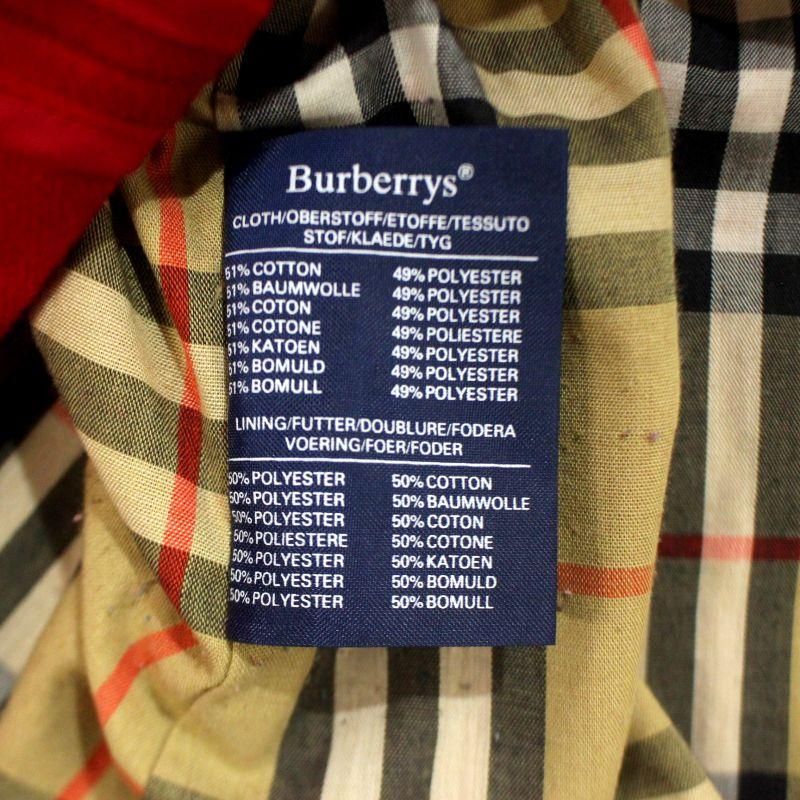 Burberrys®
CLOTH/OBERSTOFF/ETOFFE/TESSUTO
STOF/KLAEDE/TYG
51% COTTON 49% POLYESTER
51% BAUMWOLLE 49% POLYESTER
51% COTON 49% POLYESTER
51% COTONE 49% POLIESTERE
51% KATOEN 49% POLYESTER
51% BOMULD 49% POLYESTER
51% BOMULL 49% POLYESTER
LINING/FUTTER/DOUBLURE/FODERA
VOERING/FOER/FODER
50% POLYESTER 50% COTTON
50% POLYESTER 50% BAUMWOLLE
50% POLYESTER 50% COTON
50% POLIESTERE 50% COTONE
50% POLYESTER 50% KATOEN
50% POLYESTER 50% BOMULD
50% POLYESTER 50% BOMULL